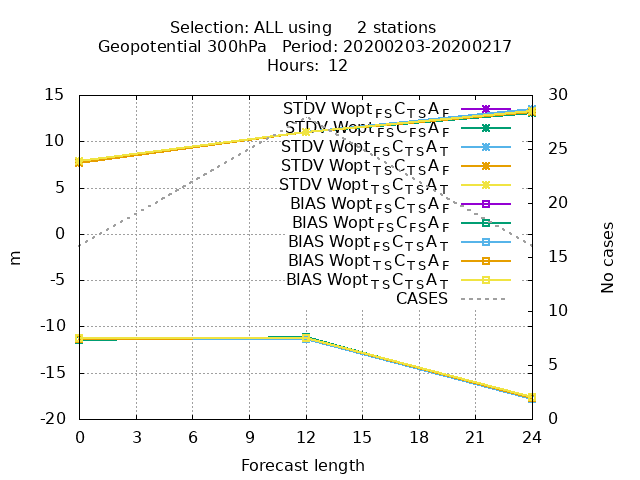 Selection: ALL using     2 stations
Geopotential 300hPa   Period: 20200203-20200217
Hours:  12
15
10
5
0
-5
-10
-15
-20
m
30
25
20
15
10
5
0
No cases
STDV Wopt_FS C_TS A_F
STDV Wopt_FS C_FS A_F
STDV Wopt_FS C_TS A_T
STDV Wopt_TS C_TS A_F
STDV Wopt_TS C_TS A_T
BIAS Wopt_FS C_TS A_F
BIAS Wopt_FS C_FS A_F
BIAS Wopt_FS C_TS A_T
BIAS Wopt_TS C_TS A_F
BIAS Wopt_TS C_TS A_T
CASES
0 3 6 9 12 15 18 21 24
Forecast length